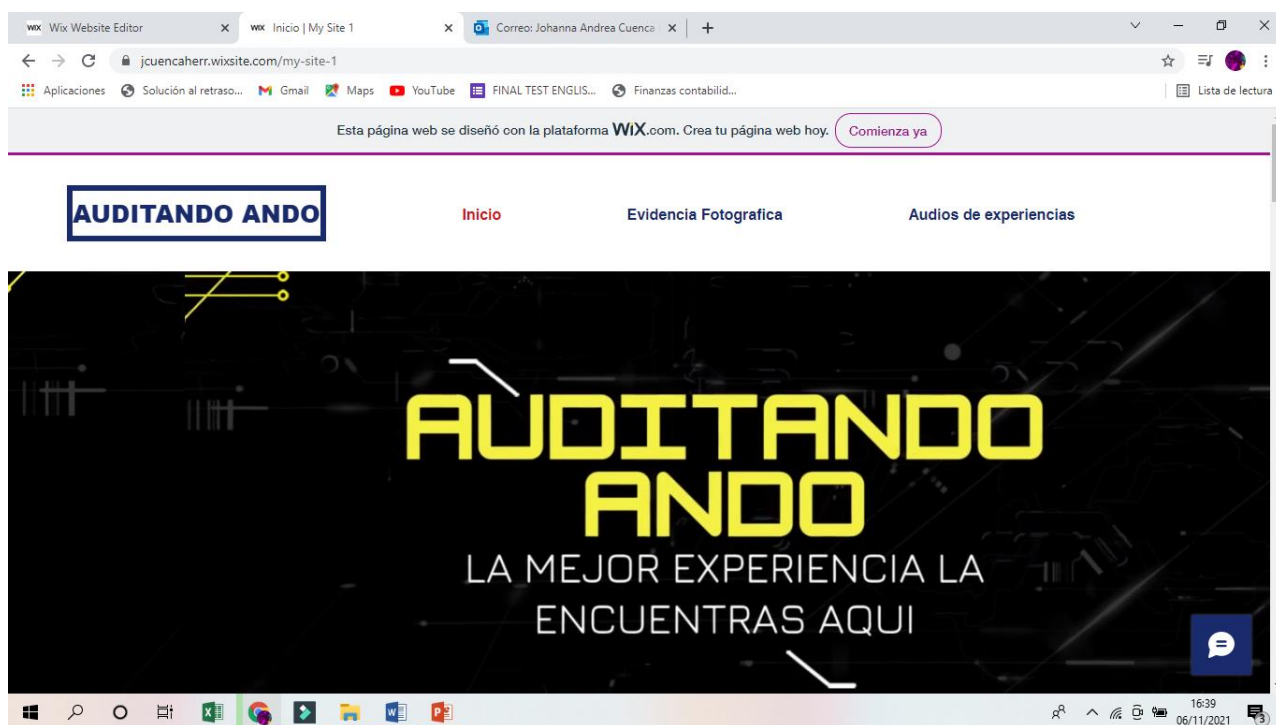 Wix Website Editor
Inicio | My Site 1
Correo: Johanna Andrea Cuenca
jcuencaherr.wixsite.com/my-site-1
Aplicaciones
Solución al retraso...
Gmail
Maps
YouTube
FINAL TEST ENGLIS...
Finanzas contabilid...
Lista de lectura
Esta página web se diseñó con la plataforma WiX.com. Crea tu página web hoy.
Comienza ya
AUDITANDO ANDO
Inicio
Evidencia Fotografica
Audios de experiencias
AUDITANDO
ANDO
LA MEJOR EXPERIENCIA LA
ENCUENTRAS AQUI
16:39
06/11/2021